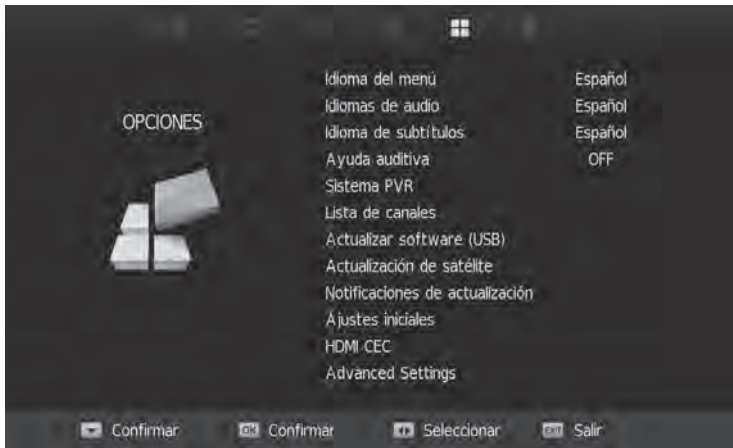 OPCIONES
Idioma del menú Español
Idiomas de audio Español
Idioma de subtítulos Español
Ayuda auditiva OFF
Sistema PVR
Lista de canales
Actualizar software (USB)
Actualización de satélite
Notificaciones de actualización
Ajustes iniciales
HDMI CEC
Advanced Settings
Confirmar OK Confirmar Seleccionar EXIT Salir